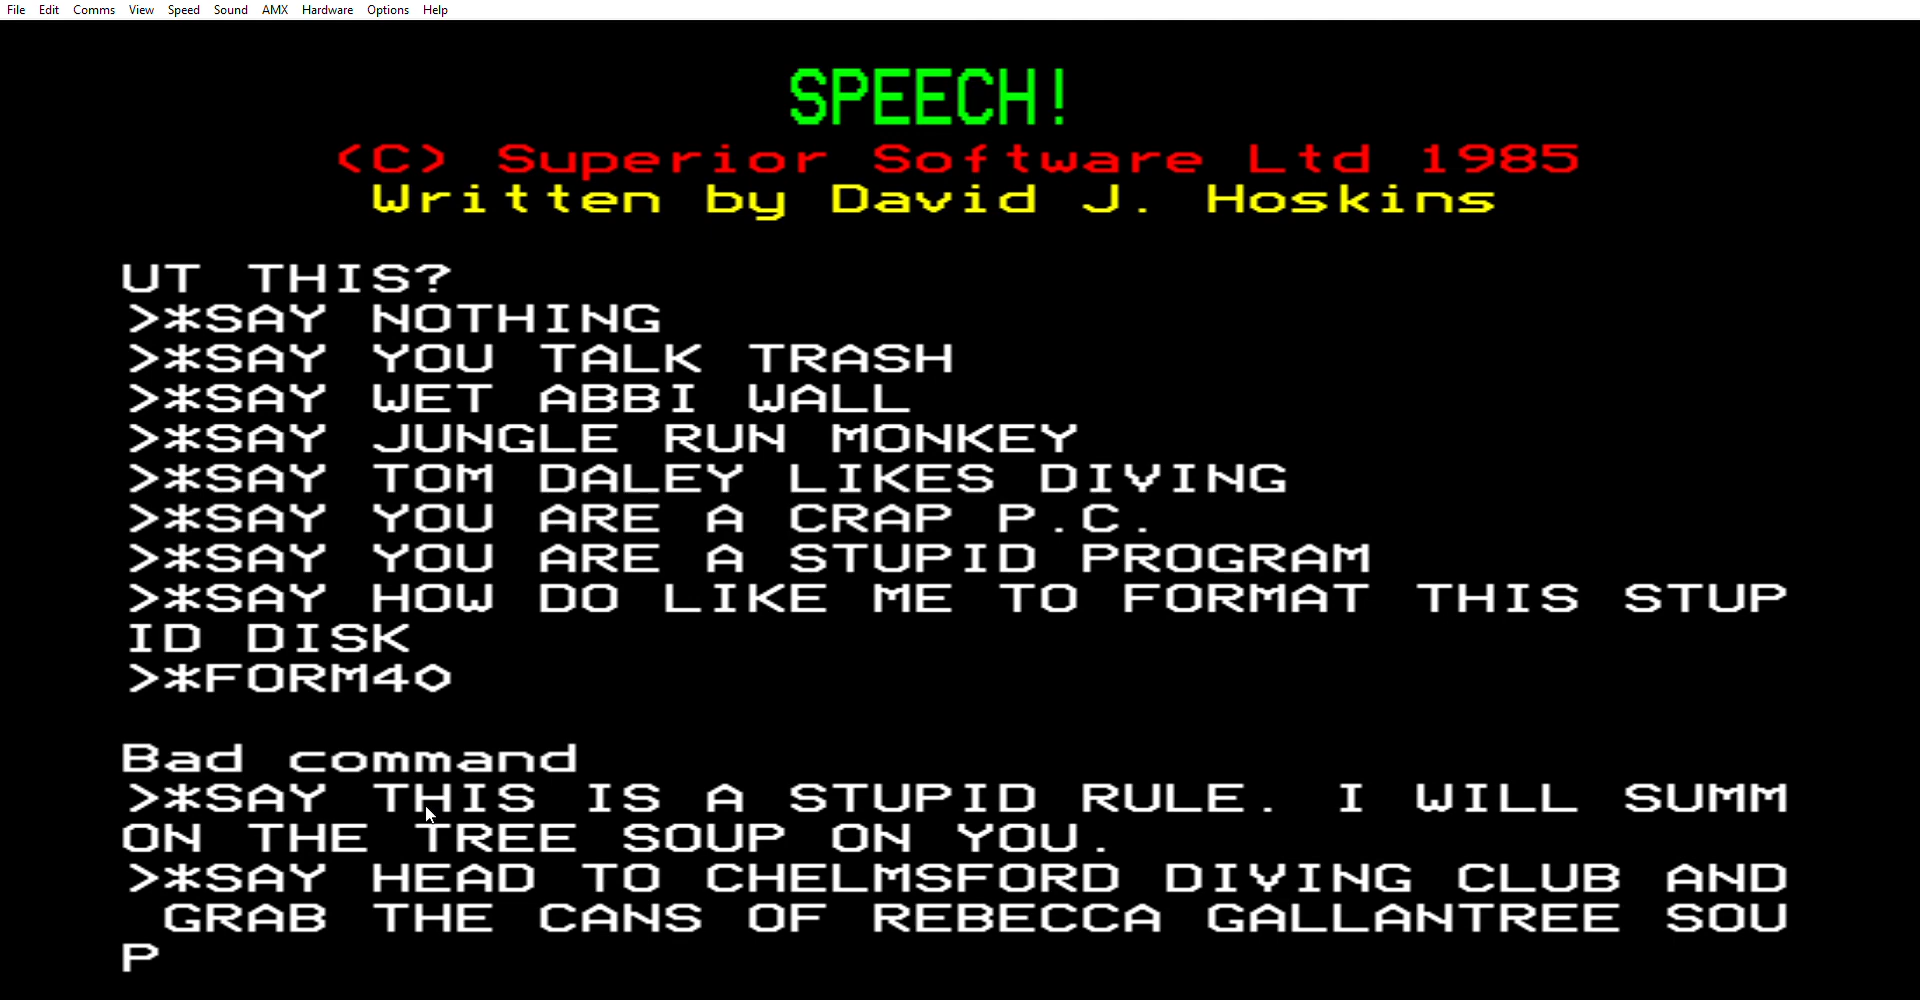 File Edit Comms View Speed Sound AMX Hardware Options Help
SPEECH!
(C) Superior Software Ltd 1985
Written by David J. Hoskins
UT THIS?
>*SAY NOTHING
>*SAY YOU TALK TRASH
>*SAY WET ABBI WALL
>*SAY JUNGLE RUN MONKEY
>*SAY TOM DALEY LIKES DIVING
>*SAY YOU ARE A CRAP P.C.
>*SAY YOU ARE A STUPID PROGRAM
>*SAY HOW DO LIKE ME TO FORMAT THIS STUP
ID DISK
>*FORM40
Bad command
>*SAY THIS IS A STUPID RULE. I WILL SUMM
ON THE TREE SOUP ON YOU.
>*SAY HEAD TO CHELMSFORD DIVING CLUB AND
GRAB THE CANS OF REBECCA GALLANTREE SOU
P